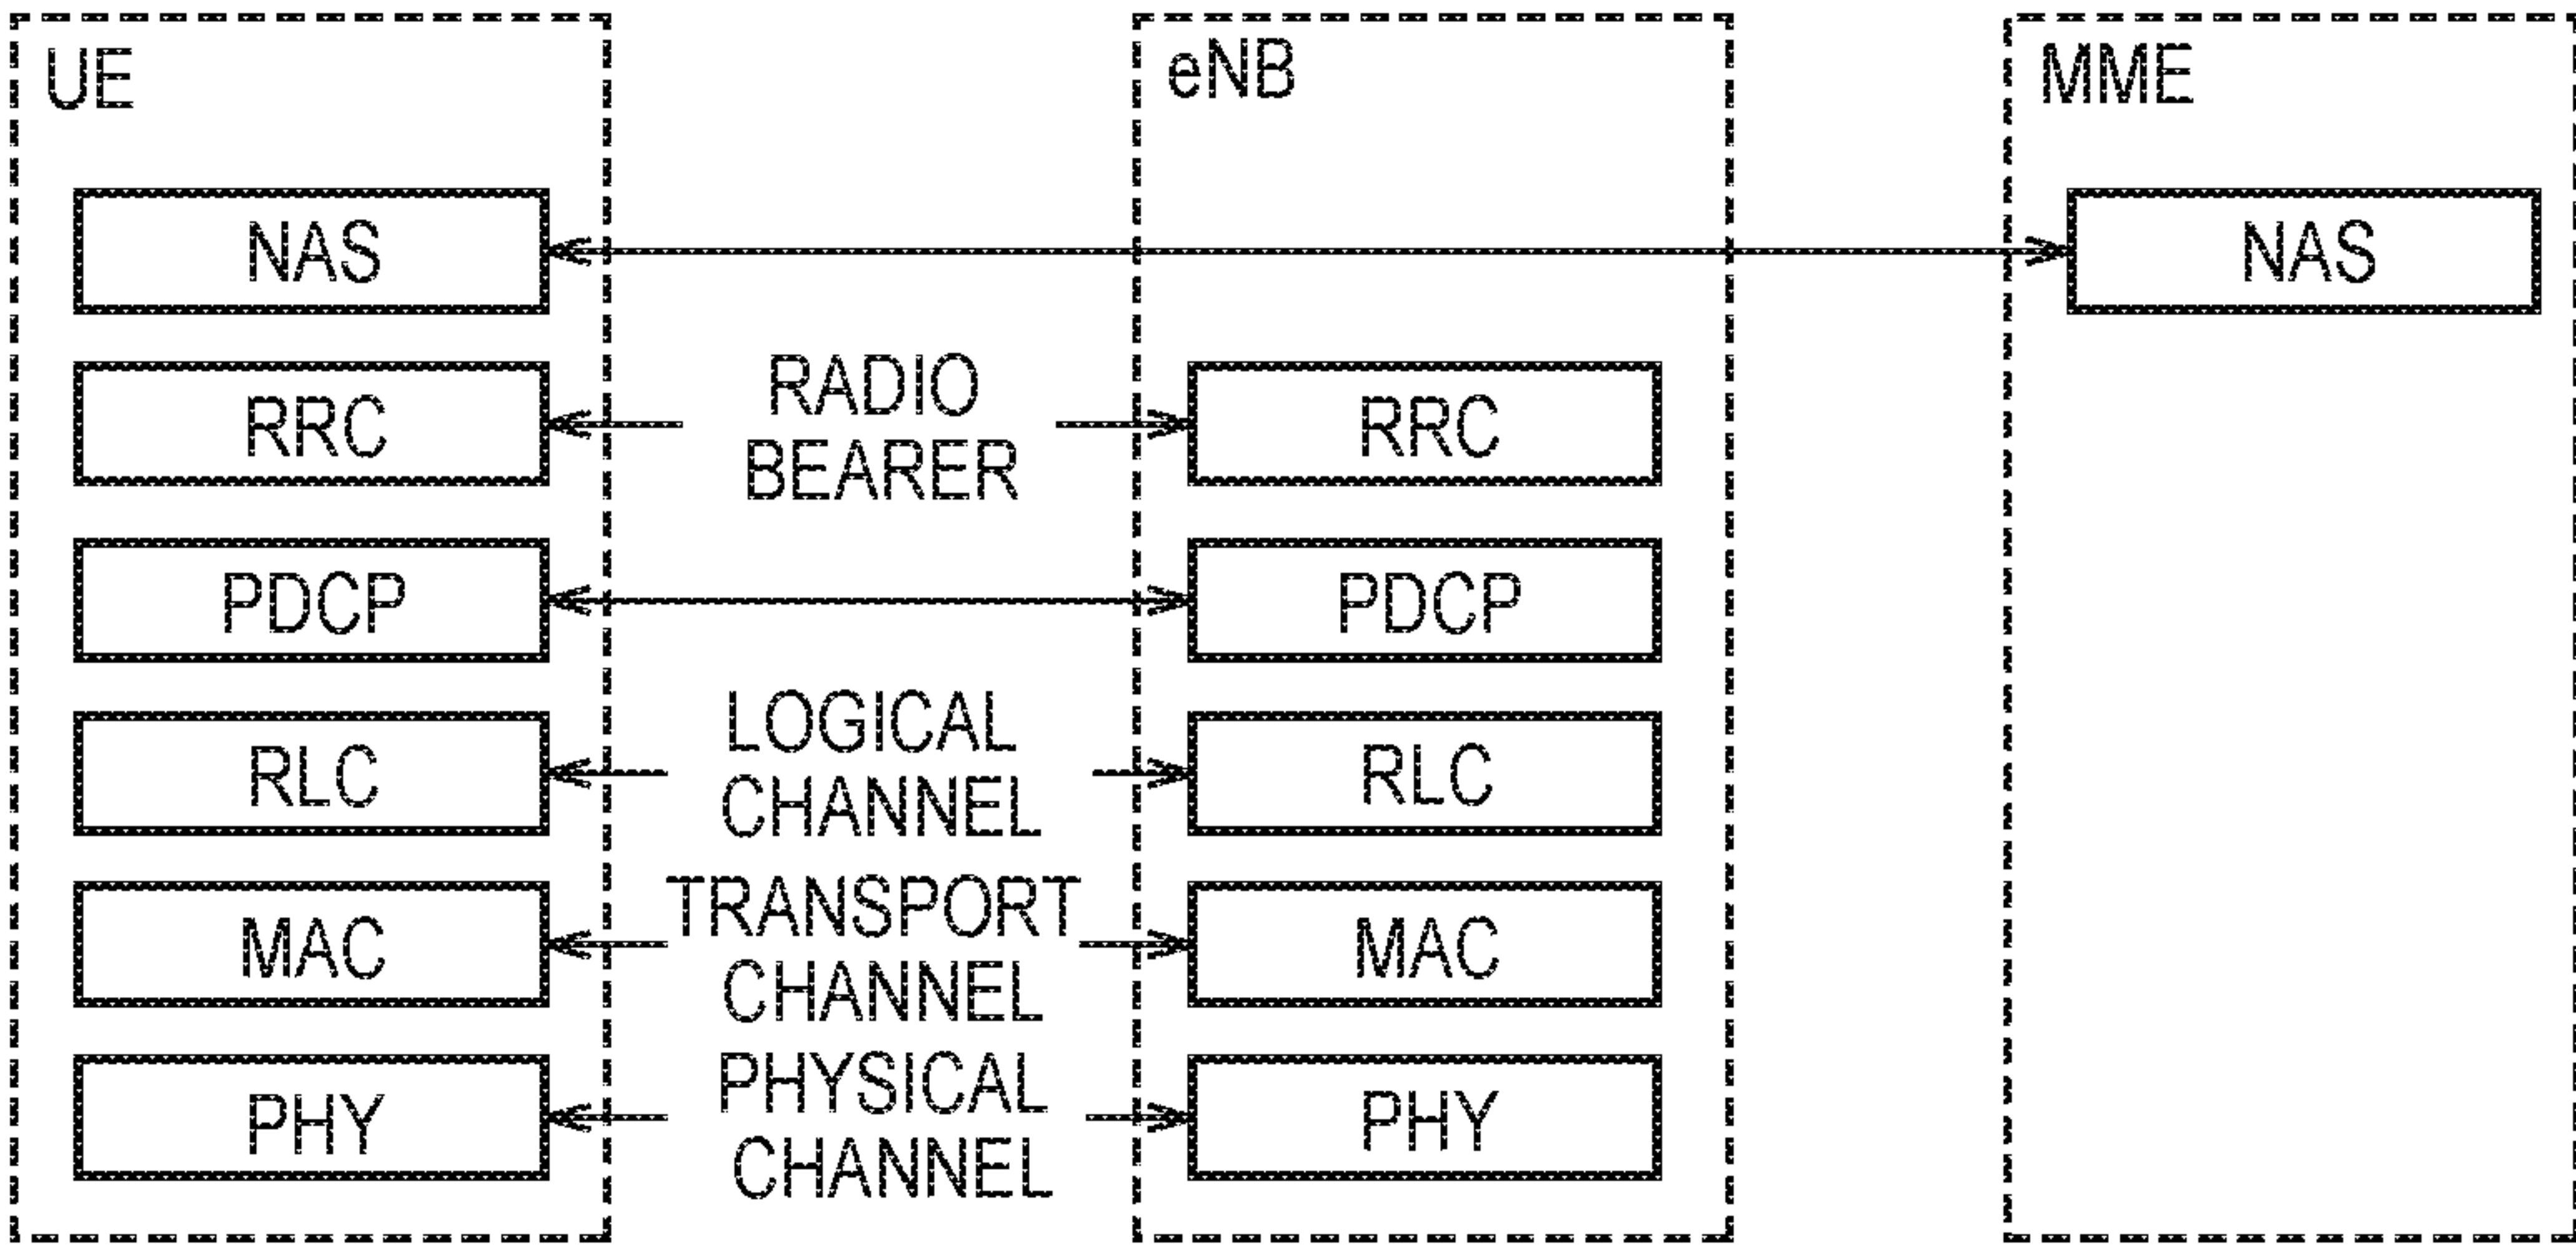 UE
eNB
MME
NAS
NAS
RRC
RADIO
BEARER
RRC
PDCP
PDCP
RLC
LOGICAL
CHANNEL
RLC
MAC
TRANSPORT
CHANNEL
MAC
PHY
PHYSICAL
CHANNEL
PHY